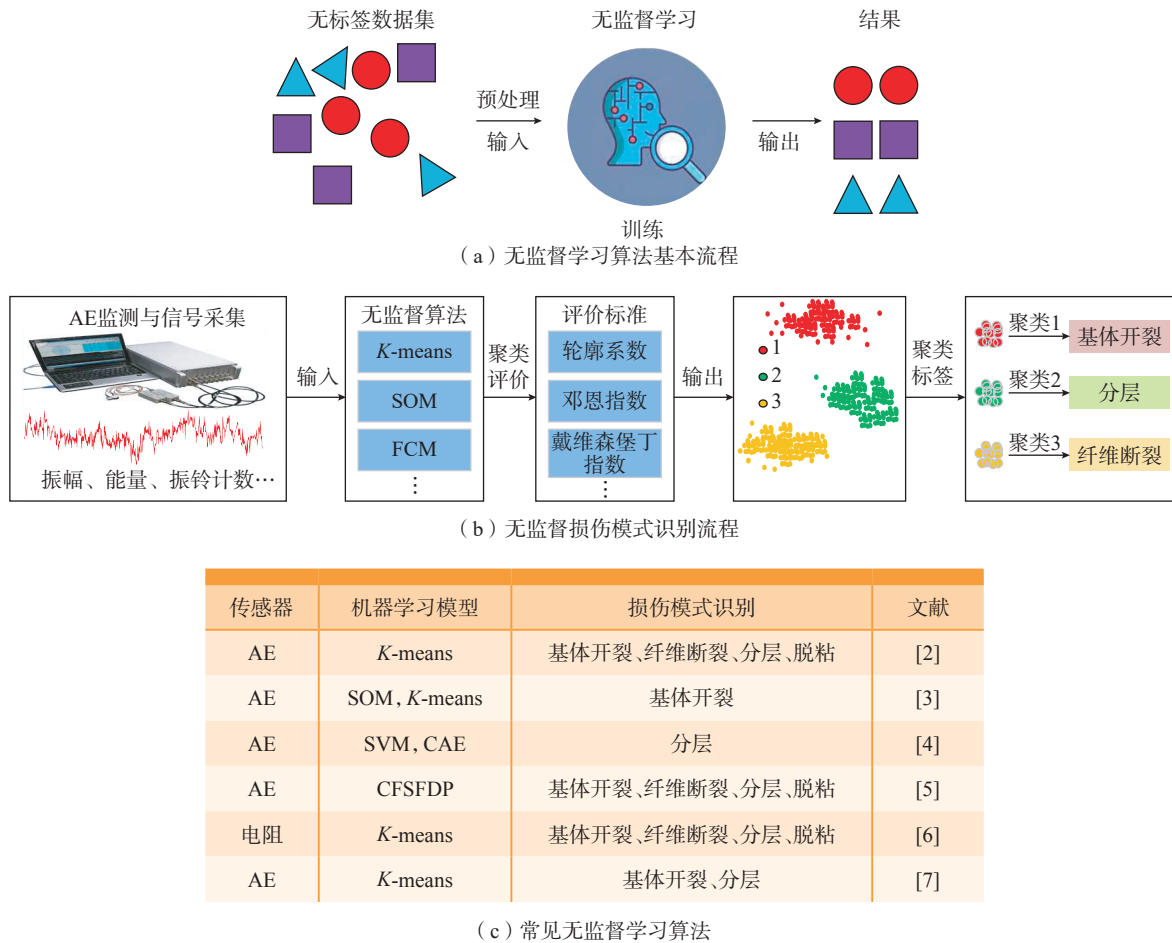 无标签数据集
无监督学习
结果
预处理
输入
输出
训练
（a）无监督学习算法基本流程
AE监测与信号采集
振幅、能量、振铃计数…
输入
无监督算法
K-means
SOM
FCM
⋮
聚类
评价
评价标准
轮廓系数
邓恩指数
戴维森堡丁
指数
⋮
输出
1
2
3
聚类
标签
聚类1
基体开裂
聚类2
分层
聚类3
纤维断裂
（b）无监督损伤模式识别流程
传感器 机器学习模型 损伤模式识别 文献
AE K-means 基体开裂、纤维断裂、分层、脱粘 [2]
AE SOM, K-means 基体开裂 [3]
AE SVM, CAE 分层 [4]
AE CFSFDP 基体开裂、纤维断裂、分层、脱粘 [5]
电阻 K-means 基体开裂、纤维断裂、分层、脱粘 [6]
AE K-means 基体开裂、分层 [7]
（c）常见无监督学习算法